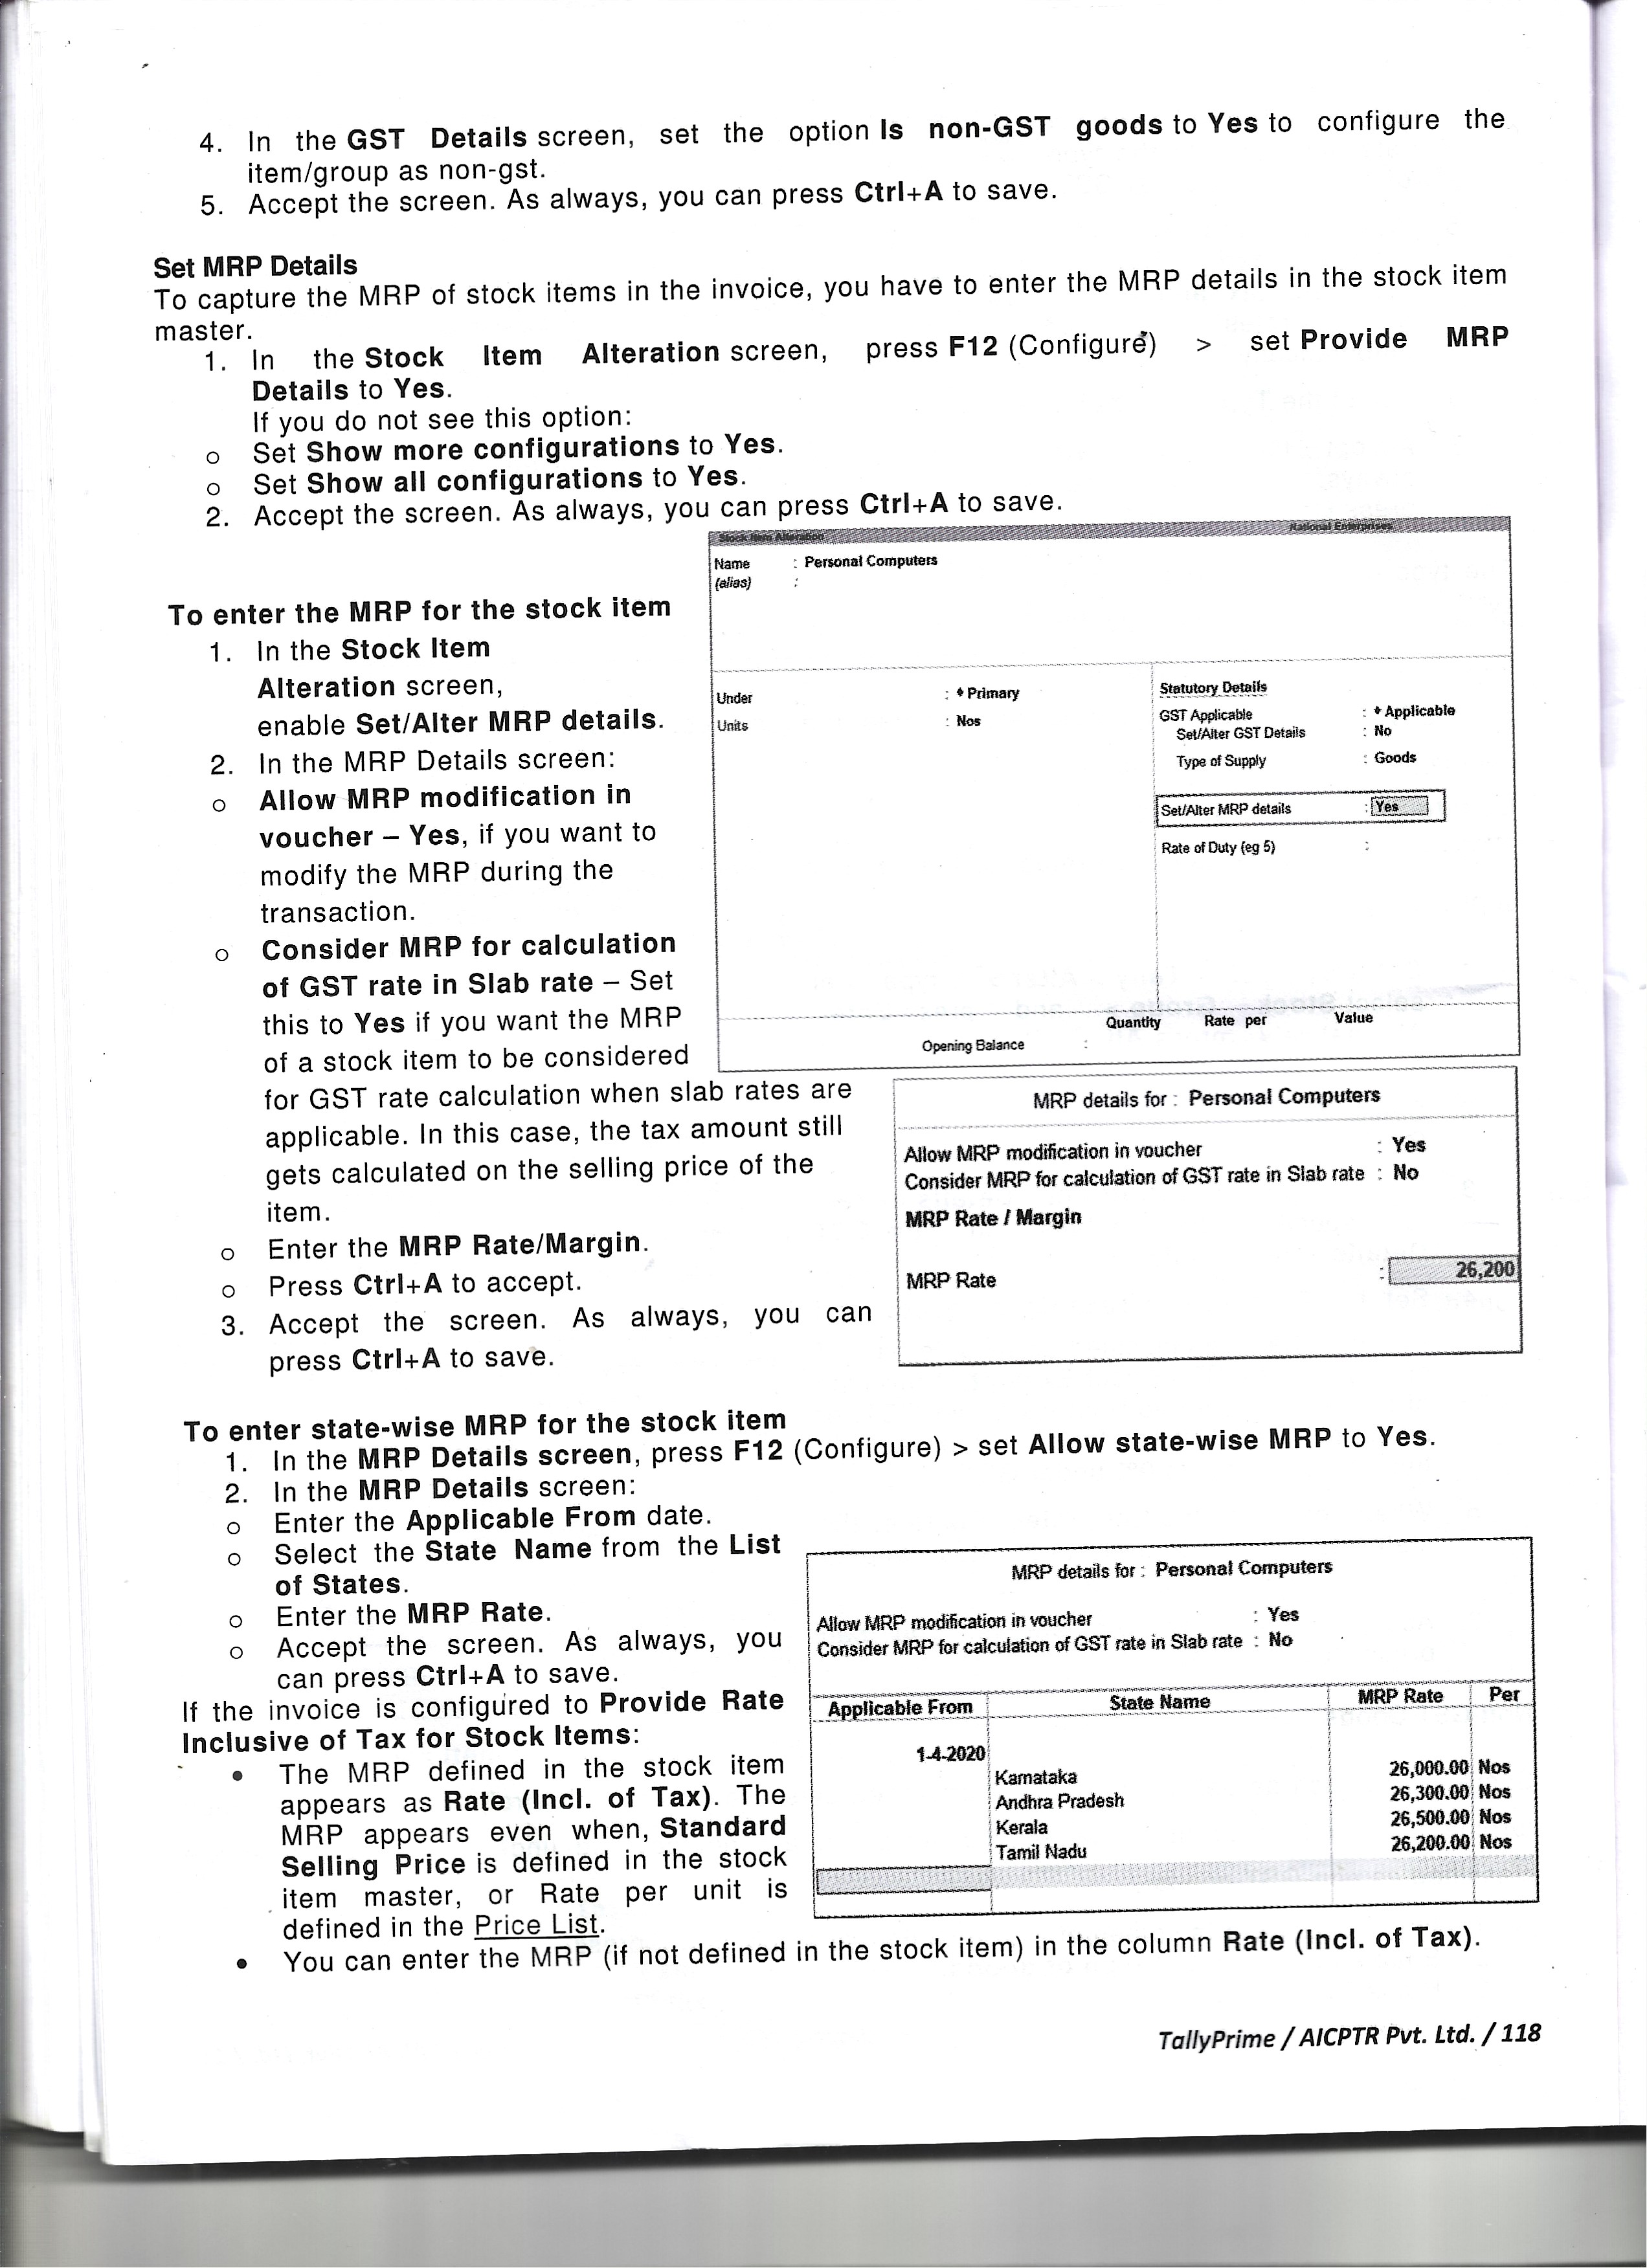 4. In the GST Details screen, set the option Is non-GST goods to Yes to configure the
item/group as non-gst.
5. Accept the screen. As always, you can press Ctrl+A to save.
Set MRP Details
To capture the MRP of stock items in the invoice, you have to enter the MRP details in the stock item
master.
1. In the Stock Item Alteration screen, press F12 (Configure) > set Provide MRP
Details to Yes.
If you do not see this option:
o Set Show more configurations to Yes.
o Set Show all configurations to Yes.
2. Accept the screen. As always, you can press Ctrl+A to save.
To enter the MRP for the stock item
1. In the Stock Item
Alteration screen,
enable Set/Alter MRP details.
2. In the MRP Details screen:
o Allow MRP modification in
voucher – Yes, if you want to
modify the MRP during the
transaction.
o Consider MRP for calculation
of GST rate in Slab rate – Set
this to Yes if you want the MRP
of a stock item to be considered
for GST rate calculation when slab rates are
applicable. In this case, the tax amount still
gets calculated on the selling price of the
item.
o Enter the MRP Rate/Margin.
o Press Ctrl+A to accept.
3. Accept the screen. As always, you can
press Ctrl+A to save.
Stock Item Alteration National Enterprises
Name : Personal Computers
(alias) :
Under : ♦ Primary
Units : Nos
Statutory Details
GST Applicable : ♦ Applicable
Set/Alter GST Details : No
Type of Supply : Goods
Set/Alter MRP details : Yes
Rate of Duty (eg 5) :
Quantity Rate per Value
Opening Balance :
MRP details for : Personal Computers
Allow MRP modification in voucher : Yes
Consider MRP for calculation of GST rate in Slab rate : No
MRP Rate / Margin
MRP Rate : 26,200
To enter state-wise MRP for the stock item
1. In the MRP Details screen, press F12 (Configure) > set Allow state-wise MRP to Yes.
2. In the MRP Details screen:
o Enter the Applicable From date.
o Select the State Name from the List
of States.
o Enter the MRP Rate.
o Accept the screen. As always, you
can press Ctrl+A to save.
If the invoice is configured to Provide Rate
Inclusive of Tax for Stock Items:
• The MRP defined in the stock item
appears as Rate (Incl. of Tax). The
MRP appears even when, Standard
Selling Price is defined in the stock
item master, or Rate per unit is
defined in the Price List.
• You can enter the MRP (if not defined in the stock item) in the column Rate (Incl. of Tax).
MRP details for : Personal Computers
Allow MRP modification in voucher : Yes
Consider MRP for calculation of GST rate in Slab rate : No
Applicable From State Name MRP Rate Per
1-4-2020
Karnataka 26,000.00 Nos
Andhra Pradesh 26,300.00 Nos
Kerala 26,500.00 Nos
Tamil Nadu 26,200.00 Nos
TallyPrime / AICPTR Pvt. Ltd. / 118